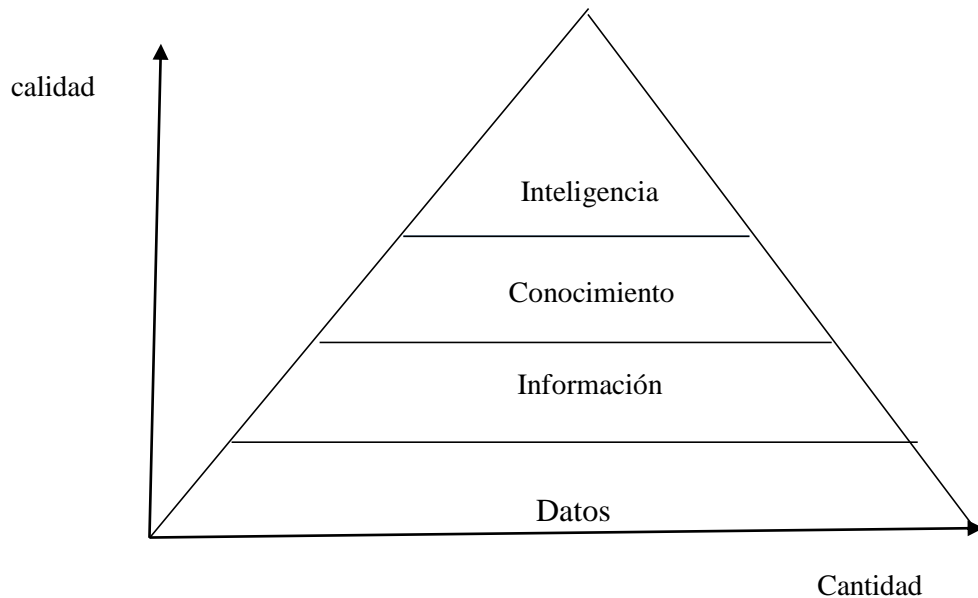 calidad
Inteligencia
Conocimiento
Información
Datos
Cantidad